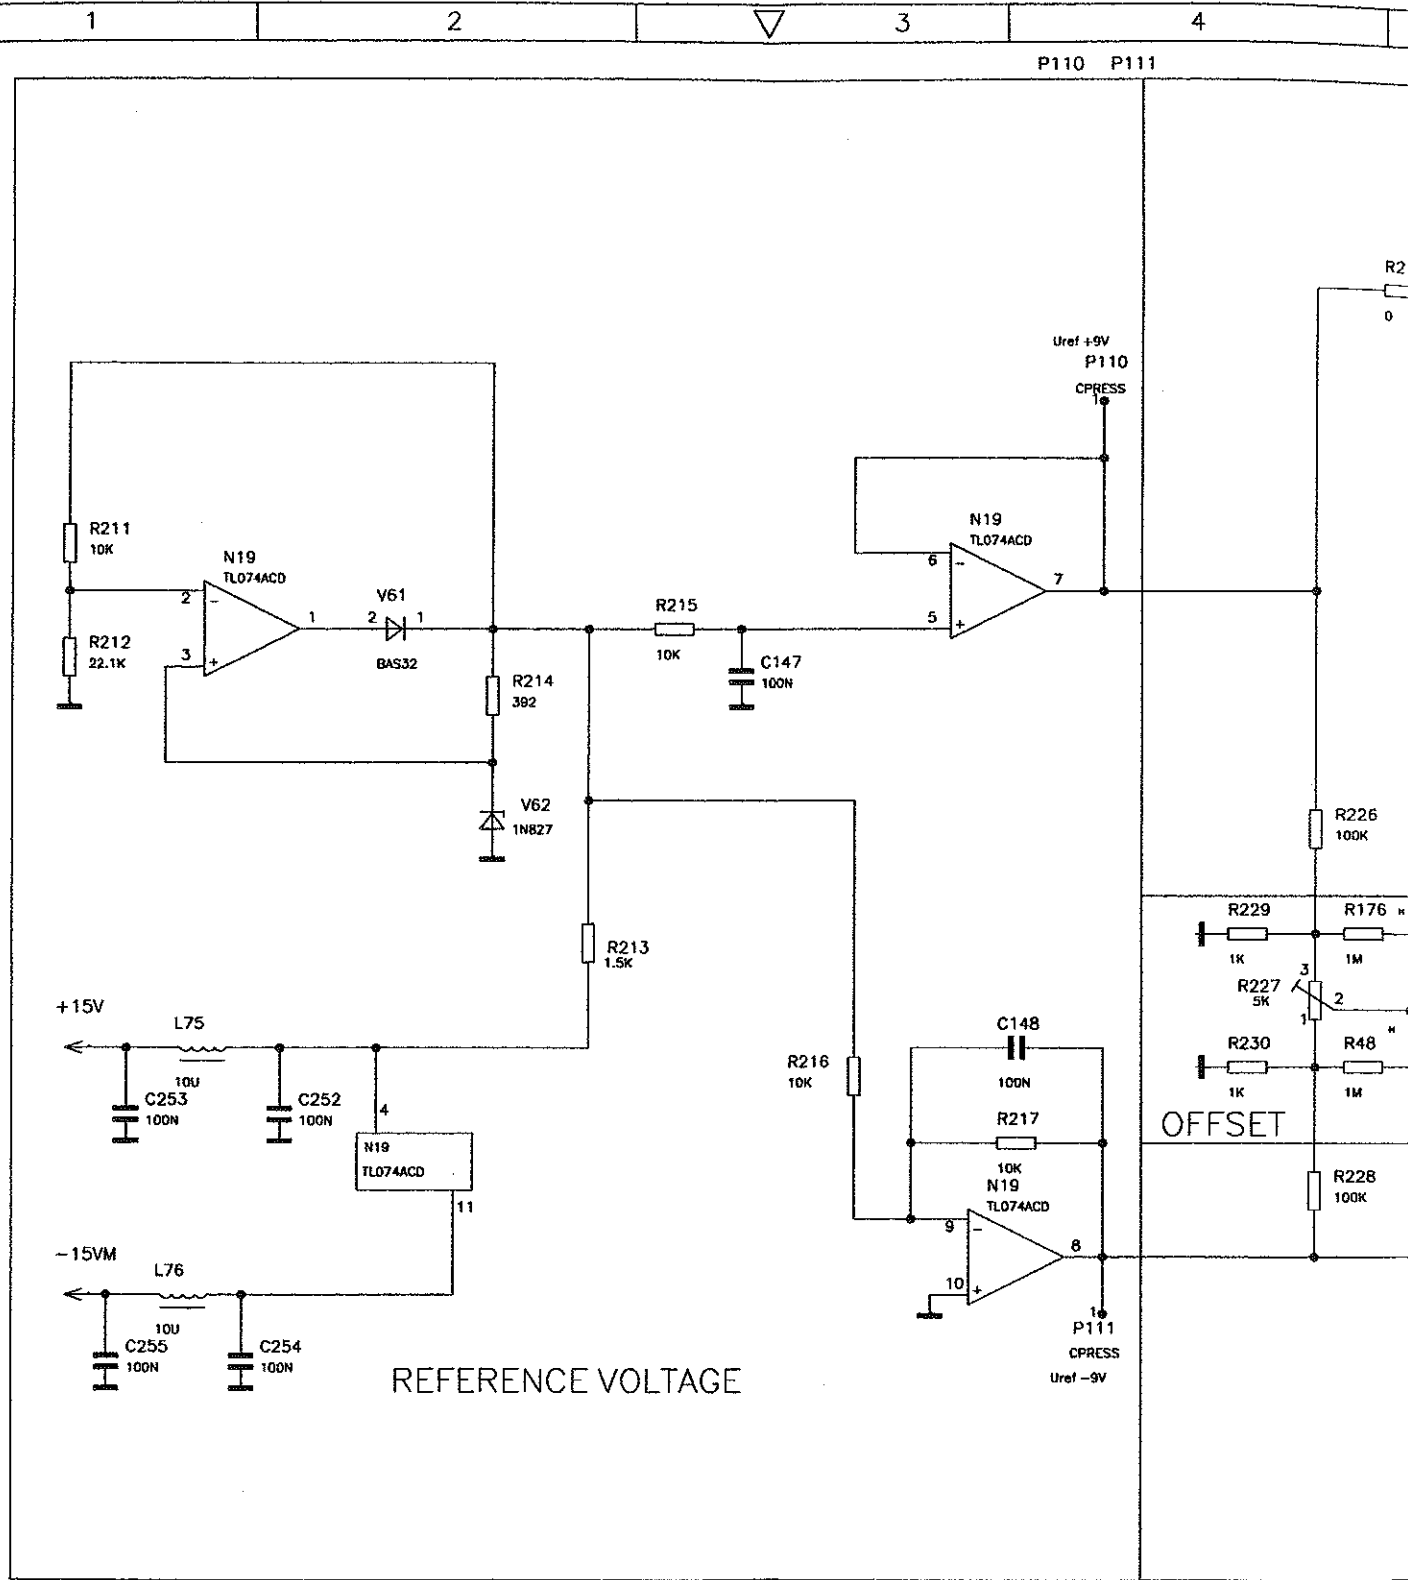 1 2 3 4
P110 P111
R2
0
Uref +9V
P110
CPRESS
1
R211
10K
N19
TL074ACD
2
−
3
+
1
V61
2 1
BAS32
R212
22.1K
R214
392
V62
1N827
R215
10K
C147
100N
N19
TL074ACD
6
−
5
+
7
R226
100K
R229
1K
R176
1M
R227
5K
3
2
1
R230
1K
R48
1M
OFFSET
R228
100K
R213
1.5K
+15V
L75
10U
C253
100N
C252
100N
4
N19
TL074ACD
11
−15VM
L76
10U
C255
100N
C254
100N
REFERENCE VOLTAGE
R216
10K
C148
100N
R217
10K
N19
TL074ACD
9
−
10
+
8
1
P111
CPRESS
Uref −9V